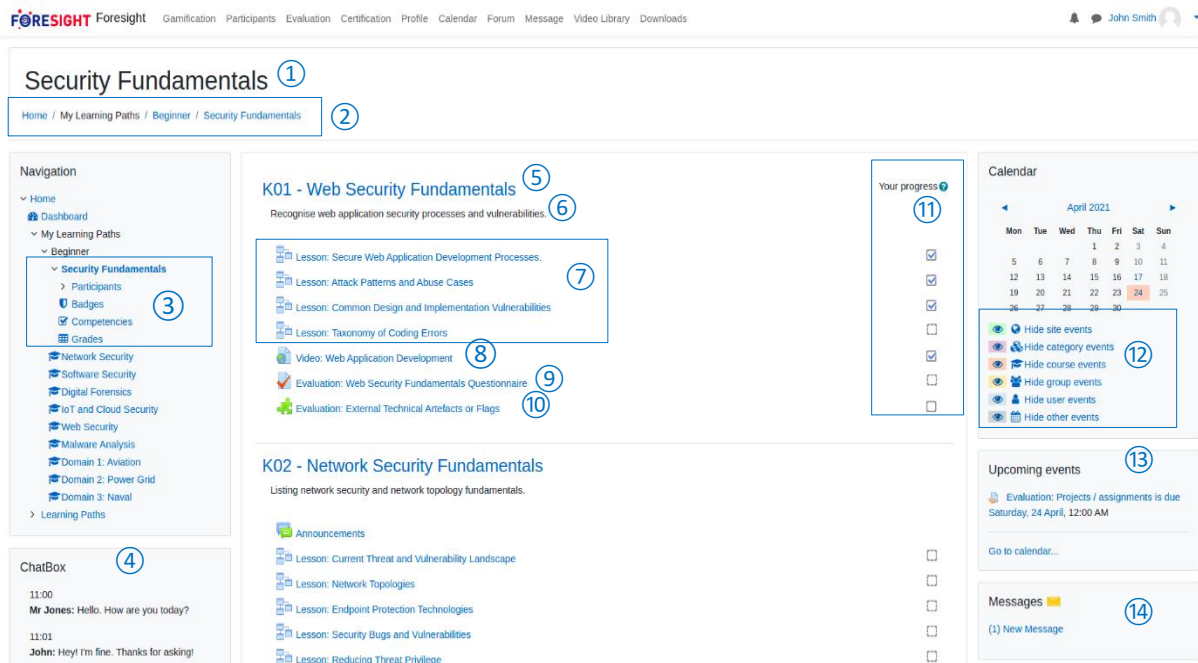 FORESIGHT Foresight Gamification Participants Evaluation Certification Profile Calendar Forum Message Video Library Downloads John Smith
Security Fundamentals 1
Home / My Learning Paths / Beginner / Security Fundamentals 2
Navigation
Home
Dashboard
My Learning Paths
Beginner
Security Fundamentals
Participants
Badges
3
Competencies
Grades
Network Security
Software Security
Digital Forensics
IoT and Cloud Security
Web Security
Malware Analysis
Domain 1: Aviation
Domain 2: Power Grid
Domain 3: Naval
Learning Paths
ChatBox 4
11:00
Mr Jones: Hello. How are you today?
11:01
John: Hey! I'm fine. Thanks for asking!
K01 - Web Security Fundamentals 5
Recognise web application security processes and vulnerabilities. 6
Lesson: Secure Web Application Development Processes.
Lesson: Attack Patterns and Abuse Cases 7
Lesson: Common Design and Implementation Vulnerabilities
Lesson: Taxonomy of Coding Errors
Video: Web Application Development 8
Evaluation: Web Security Fundamentals Questionnaire 9
Evaluation: External Technical Artefacts or Flags 10
Your progress ?
11
K02 - Network Security Fundamentals
Listing network security and network topology fundamentals.
Announcements
Lesson: Current Threat and Vulnerability Landscape
Lesson: Network Topologies
Lesson: Endpoint Protection Technologies
Lesson: Security Bugs and Vulnerabilities
Lesson: Reducing Threat Privilege
Calendar
April 2021
Mon Tue Wed Thu Fri Sat Sun
1 2 3 4
5 6 7 8 9 10 11
12 13 14 15 16 17 18
19 20 21 22 23 24 25
26 27 28 29 30
Hide site events
Hide category events
12
Hide course events
Hide group events
Hide user events
Hide other events
Upcoming events 13
Evaluation: Projects / assignments is due
Saturday, 24 April, 12:00 AM
Go to calendar...
Messages 14
(1) New Message